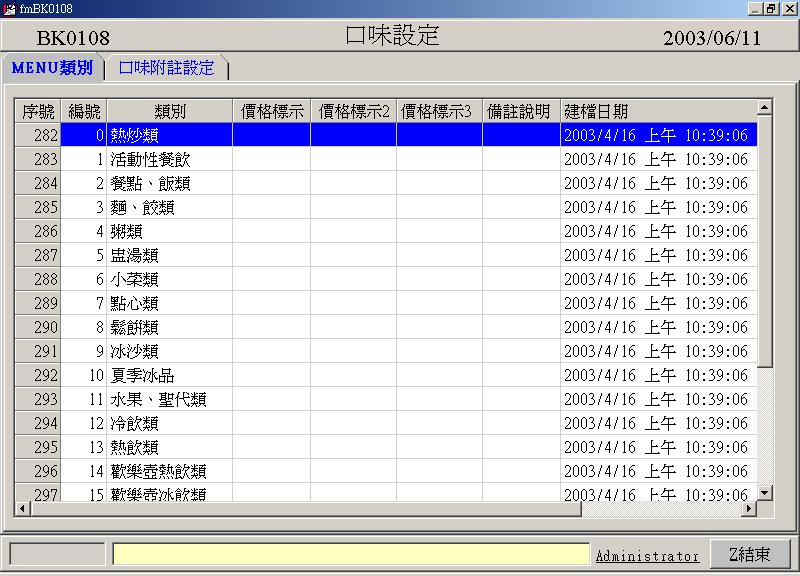 fmBK0108
BK0108 口味設定 2003/06/11
MENU類別 口味附註設定
序號 編號 類別 價格標示 價格標示2 價格標示3 備註說明 建檔日期
282 0 熱炒類 2003/4/16 上午 10:39:06
283 1 活動性餐飲 2003/4/16 上午 10:39:06
284 2 餐點、飯類 2003/4/16 上午 10:39:06
285 3 麵、餃類 2003/4/16 上午 10:39:06
286 4 粥類 2003/4/16 上午 10:39:06
287 5 盅湯類 2003/4/16 上午 10:39:06
288 6 小菜類 2003/4/16 上午 10:39:06
289 7 點心類 2003/4/16 上午 10:39:06
290 8 鬆餅類 2003/4/16 上午 10:39:06
291 9 冰沙類 2003/4/16 上午 10:39:06
292 10 夏季冰品 2003/4/16 上午 10:39:06
293 11 水果、聖代類 2003/4/16 上午 10:39:06
294 12 冷飲類 2003/4/16 上午 10:39:06
295 13 熱飲類 2003/4/16 上午 10:39:06
296 14 歡樂壺熱飲類 2003/4/16 上午 10:39:06
297 15 歡樂壺冰飲類 2003/4/16 上午 10:39:06
Administrator Z結束